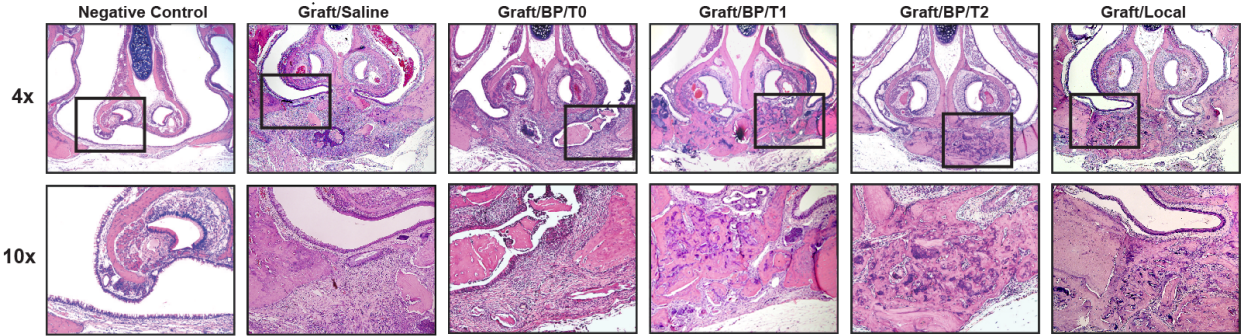 Negative Control Graft/Saline Graft/BP/T0 Graft/BP/T1 Graft/BP/T2 Graft/Local
4x
10x